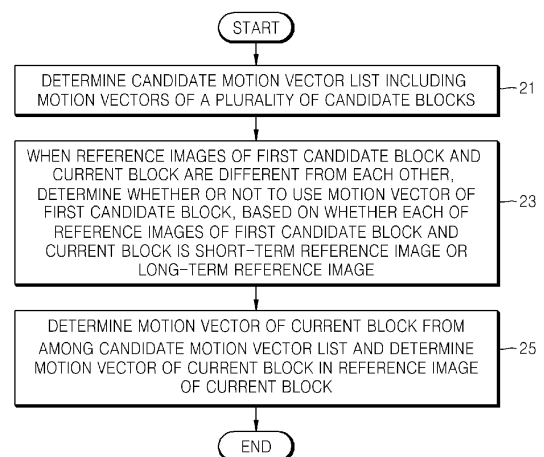 START
DETERMINE CANDIDATE MOTION VECTOR LIST INCLUDING
MOTION VECTORS OF A PLURALITY OF CANDIDATE BLOCKS
21
WHEN REFERENCE IMAGES OF FIRST CANDIDATE BLOCK AND
CURRENT BLOCK ARE DIFFERENT FROM EACH OTHER,
DETERMINE WHETHER OR NOT TO USE MOTION VECTOR OF
FIRST CANDIDATE BLOCK, BASED ON WHETHER EACH OF
REFERENCE IMAGES OF FIRST CANDIDATE BLOCK AND
CURRENT BLOCK IS SHORT-TERM REFERENCE IMAGE OR
LONG-TERM REFERENCE IMAGE
23
DETERMINE MOTION VECTOR OF CURRENT BLOCK FROM
AMONG CANDIDATE MOTION VECTOR LIST AND DETERMINE
MOTION VECTOR OF CURRENT BLOCK IN REFERENCE IMAGE
OF CURRENT BLOCK
25
END